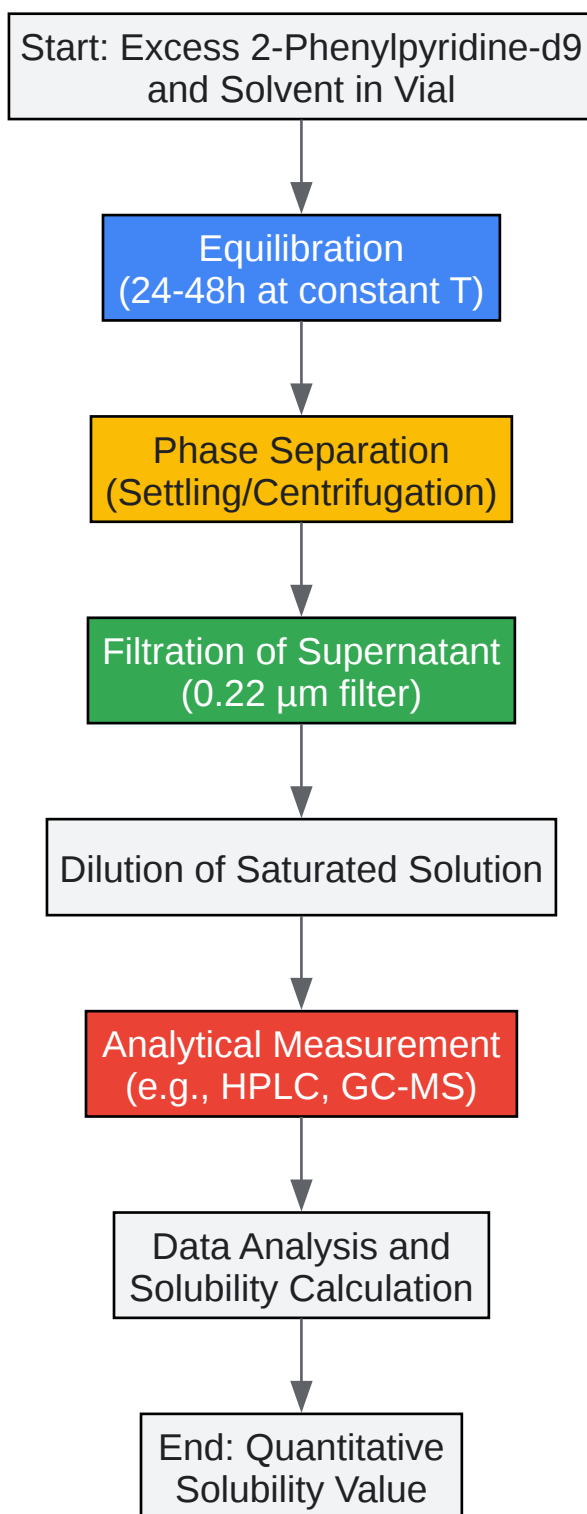 Start: Excess 2-Phenylpyridine-d9
and Solvent in Vial
Equilibration
(24-48h at constant T)
Phase Separation
(Settling/Centrifugation)
Filtration of Supernatant
(0.22 µm filter)
Dilution of Saturated Solution
Analytical Measurement
(e.g., HPLC, GC-MS)
Data Analysis and
Solubility Calculation
End: Quantitative
Solubility Value